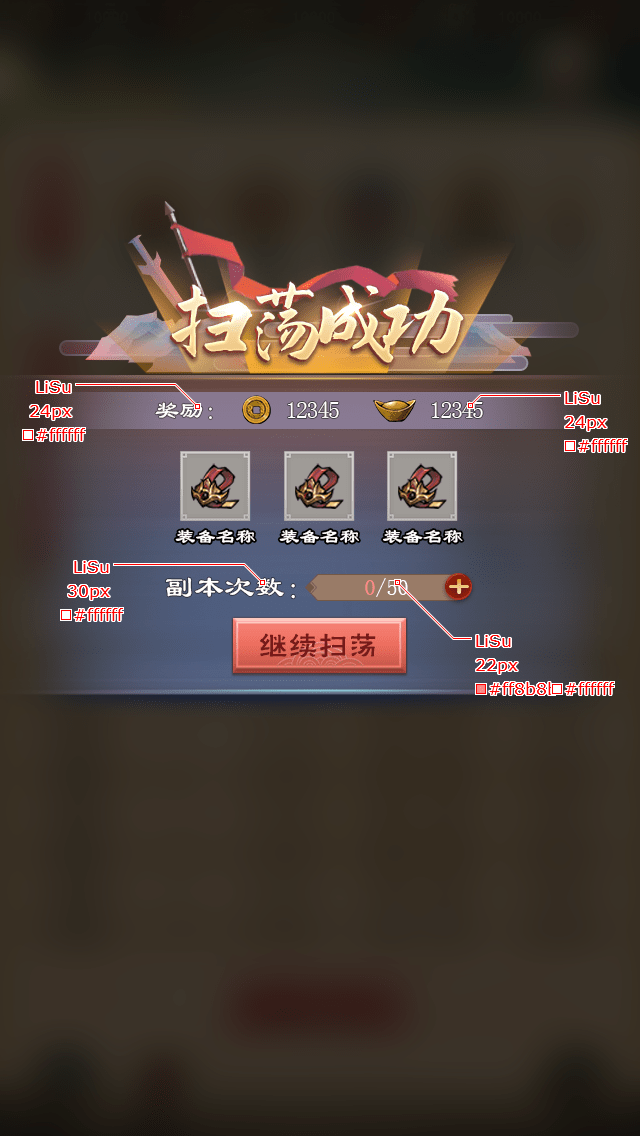 扫荡成功
LiSu
24px
#ffffff
奖励： 12345 12345
LiSu
24px
#ffffff
装备名称 装备名称 装备名称
LiSu
30px
#ffffff
副本次数： 0/50
继续扫荡
LiSu
22px
#ff8b8b #ffffff